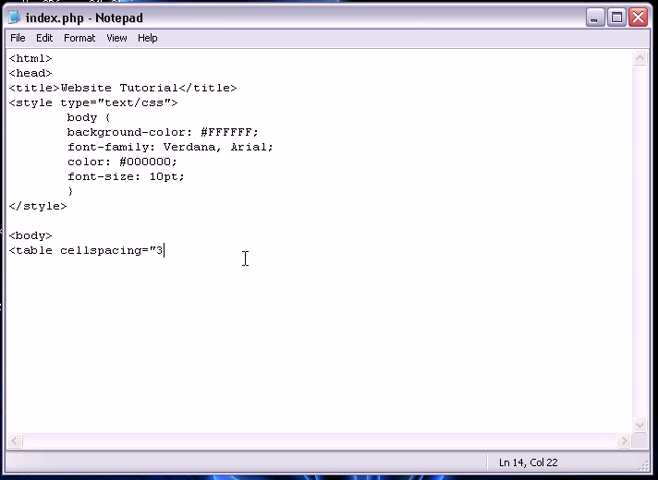 index.php - Notepad
File Edit Format View Help
<html>
<head>
<title>Website Tutorial</title>
<style type="text/css">
body {
background-color: #FFFFFF;
font-family: Verdana, Arial;
color: #000000;
font-size: 10pt;
}
</style>
<body>
<table cellspacing="3
Ln 14, Col 22